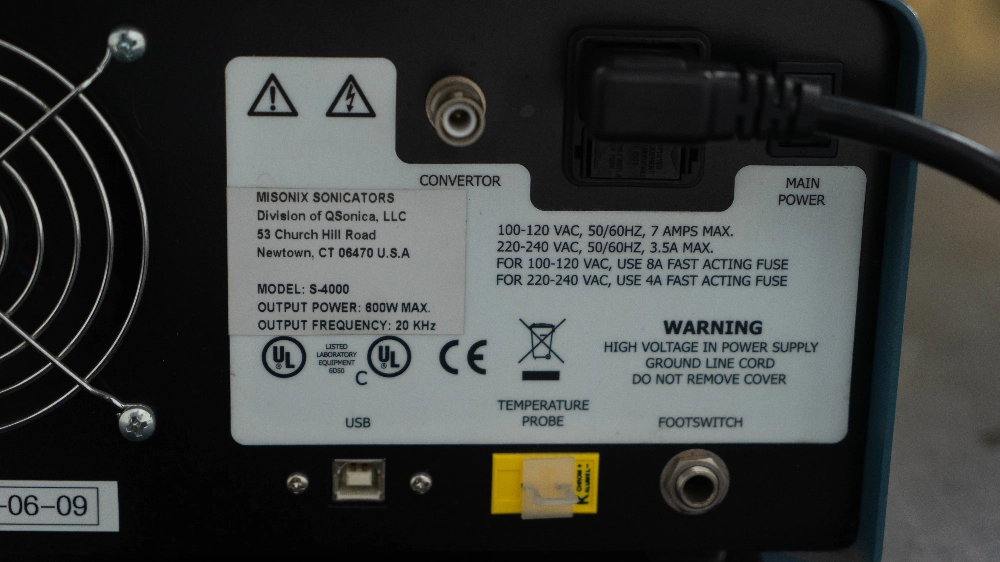 CONVERTOR
MAIN
POWER
MISONIX SONICATORS
Division of QSonica, LLC
53 Church Hill Road
Newtown, CT 06470 U.S.A
MODEL: S-4000
OUTPUT POWER: 600W MAX.
OUTPUT FREQUENCY: 20 KHz
100-120 VAC, 50/60HZ, 7 AMPS MAX.
220-240 VAC, 50/60HZ, 3.5A MAX.
FOR 100-120 VAC, USE 8A FAST ACTING FUSE
FOR 220-240 VAC, USE 4A FAST ACTING FUSE
UL
LISTED
LABORATORY
EQUIPMENT
6D50
C UL
CE
WARNING
HIGH VOLTAGE IN POWER SUPPLY
GROUND LINE CORD
DO NOT REMOVE COVER
USB
TEMPERATURE
PROBE
FOOTSWITCH
K
CHROM +
ALUMEL -
-06-09